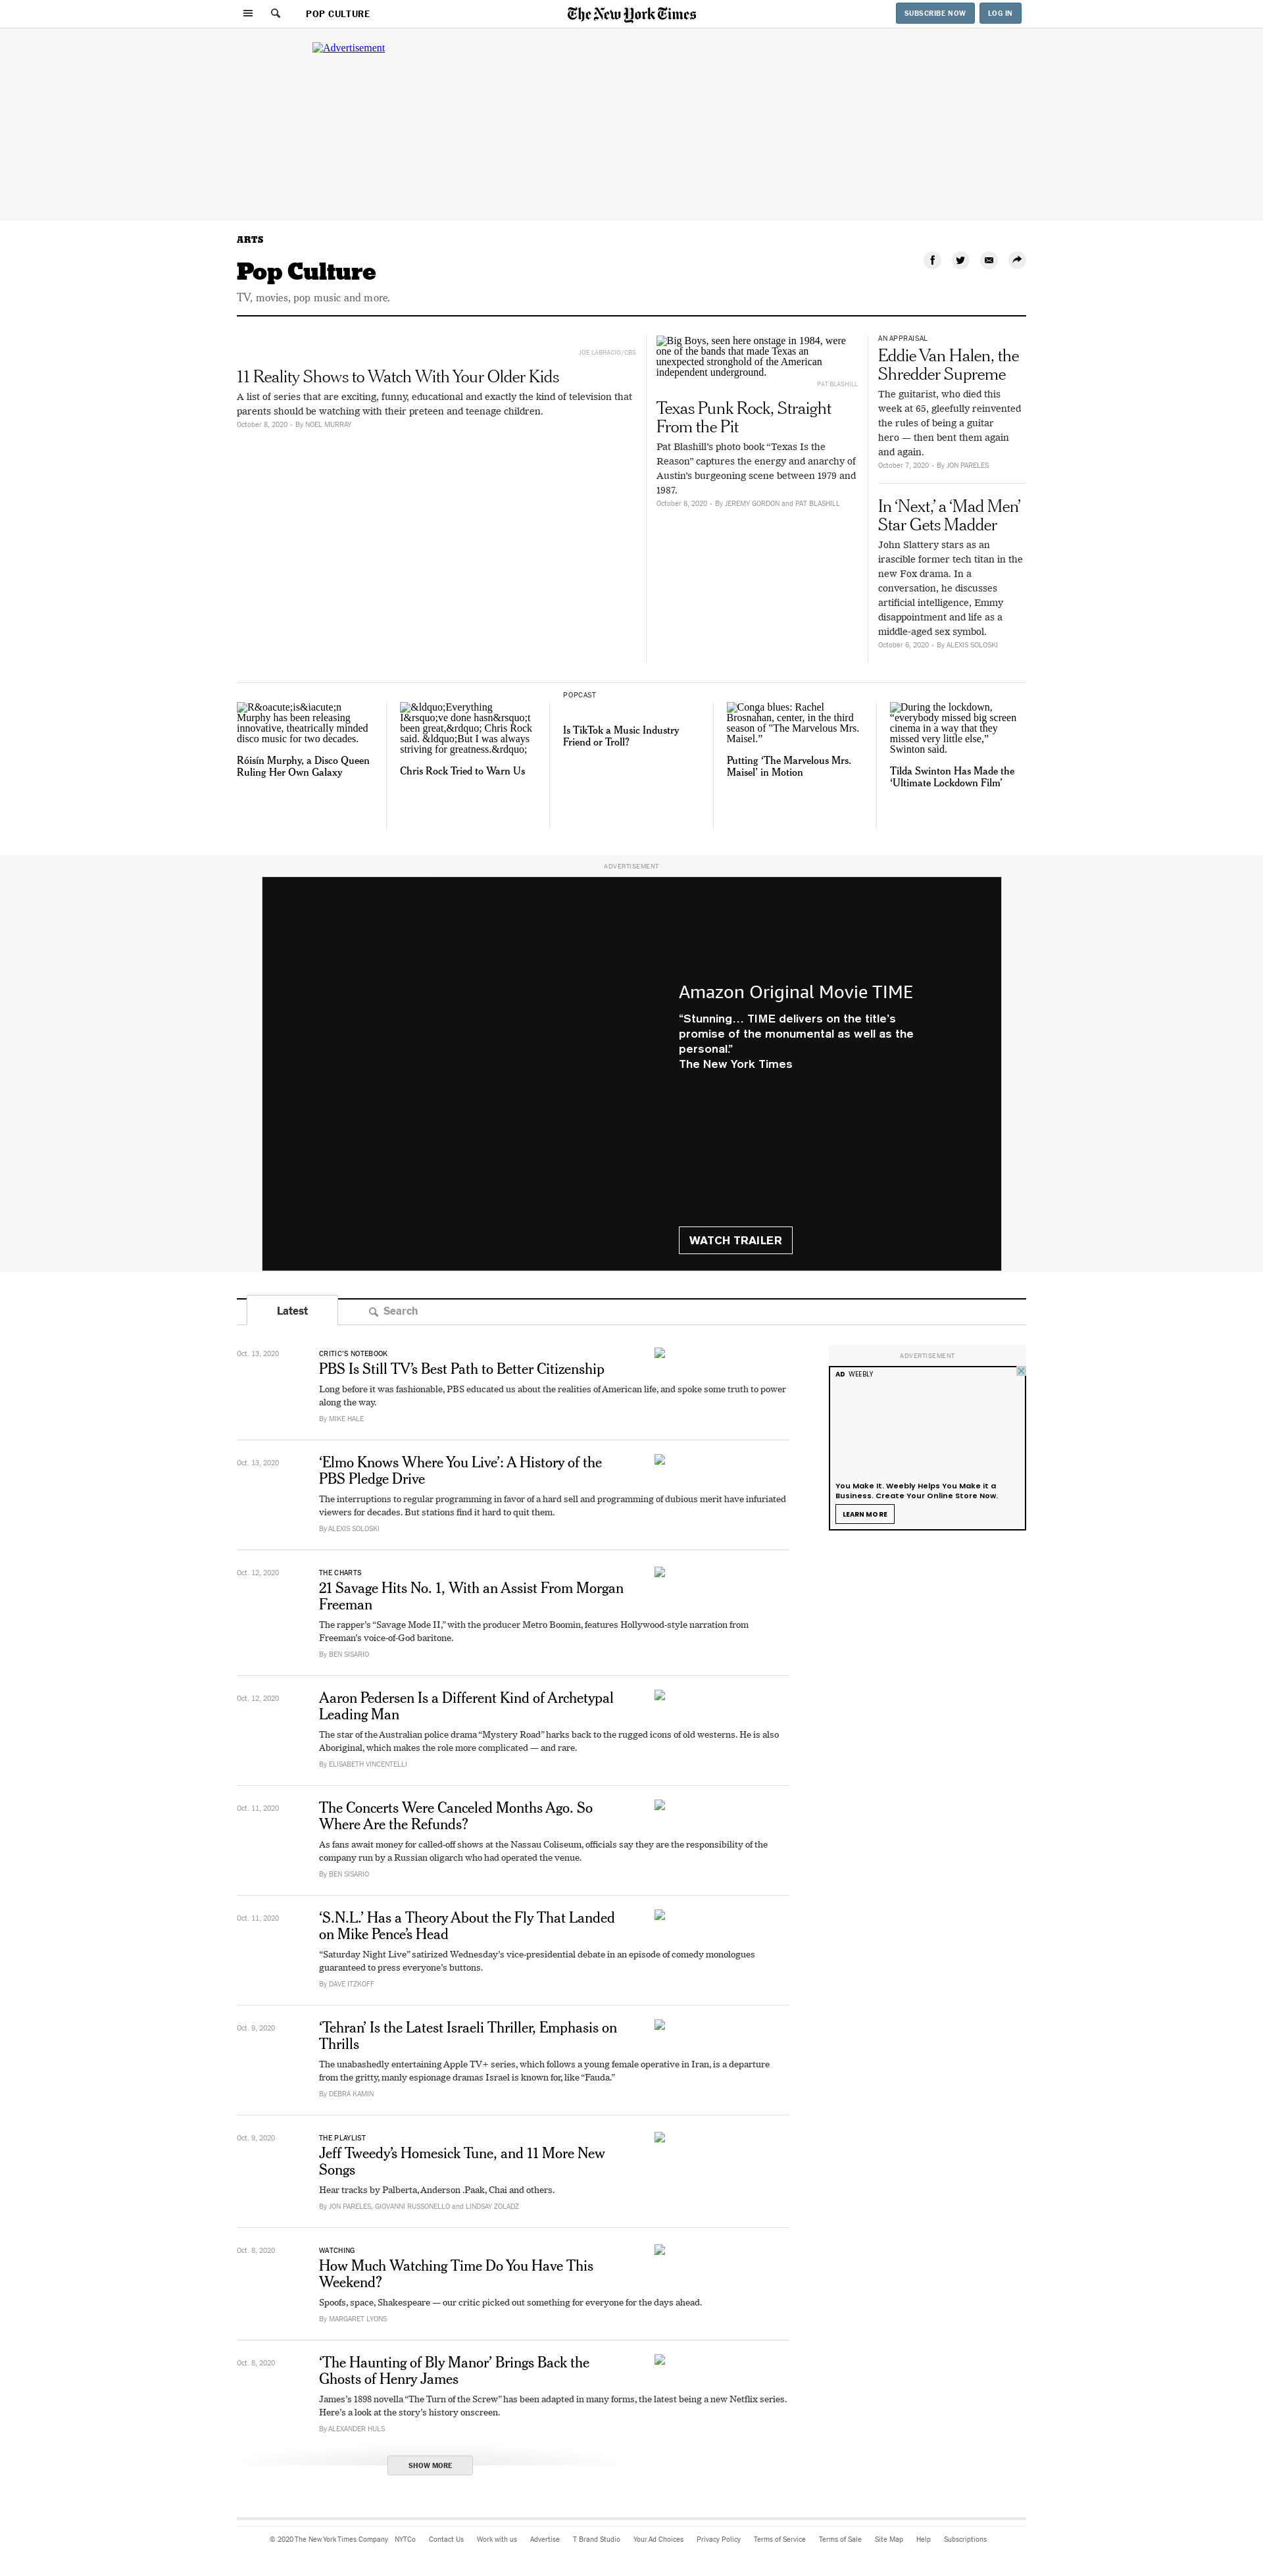 POP CULTURE
The New York Times
SUBSCRIBE NOW
LOG IN
Advertisement
ARTS
Pop Culture
TV, movies, pop music and more.
JOE LABRACIO/CBS
11 Reality Shows to Watch With Your Older Kids
A list of series that are exciting, funny, educational and exactly the kind of television that
parents should be watching with their preteen and teenage children.
October 8, 2020 • By NOEL MURRAY
Big Boys, seen here onstage in 1984, were
one of the bands that made Texas an
unexpected stronghold of the American
independent underground.
PAT BLASHILL
Texas Punk Rock, Straight
From the Pit
Pat Blashill's photo book “Texas Is the
Reason” captures the energy and anarchy of
Austin's burgeoning scene between 1979 and
1987.
October 8, 2020 • By JEREMY GORDON and PAT BLASHILL
AN APPRAISAL
Eddie Van Halen, the
Shredder Supreme
The guitarist, who died this
week at 65, gleefully reinvented
the rules of being a guitar
hero — then bent them again
and again.
October 7, 2020 • By JON PARELES
In ‘Next,’ a ‘Mad Men’
Star Gets Madder
John Slattery stars as an
irascible former tech titan in the
new Fox drama. In a
conversation, he discusses
artificial intelligence, Emmy
disappointment and life as a
middle-aged sex symbol.
October 6, 2020 • By ALEXIS SOLOSKI
R&oacute;is&iacute;n
Murphy has been releasing
innovative, theatrically minded
disco music for two decades.
Róisín Murphy, a Disco Queen
Ruling Her Own Galaxy
&ldquo;Everything
I&rsquo;ve done hasn&rsquo;t
been great,&rdquo; Chris Rock
said. &ldquo;But I was always
striving for greatness.&rdquo;
Chris Rock Tried to Warn Us
POPCAST
Is TikTok a Music Industry
Friend or Troll?
Conga blues: Rachel
Brosnahan, center, in the third
season of "The Marvelous Mrs.
Maisel.”
Putting ‘The Marvelous Mrs.
Maisel’ in Motion
During the lockdown,
“everybody missed big screen
cinema in a way that they
missed very little else,”
Swinton said.
Tilda Swinton Has Made the
‘Ultimate Lockdown Film’
ADVERTISEMENT
Amazon Original Movie TIME
“Stunning... TIME delivers on the title's
promise of the monumental as well as the
personal.”
The New York Times
WATCH TRAILER
Latest
Search
Oct. 13, 2020
CRITIC'S NOTEBOOK
PBS Is Still TV's Best Path to Better Citizenship
Long before it was fashionable, PBS educated us about the realities of American life, and spoke some truth to power
along the way.
By MIKE HALE
ADVERTISEMENT
AD WEEBLY
You Make It. Weebly Helps You Make it a
Business. Create Your Online Store Now.
LEARN MORE
Oct. 13, 2020
‘Elmo Knows Where You Live’: A History of the
PBS Pledge Drive
The interruptions to regular programming in favor of a hard sell and programming of dubious merit have infuriated
viewers for decades. But stations find it hard to quit them.
By ALEXIS SOLOSKI
Oct. 12, 2020
THE CHARTS
21 Savage Hits No. 1, With an Assist From Morgan
Freeman
The rapper's “Savage Mode II,” with the producer Metro Boomin, features Hollywood-style narration from
Freeman's voice-of-God baritone.
By BEN SISARIO
Oct. 12, 2020
Aaron Pedersen Is a Different Kind of Archetypal
Leading Man
The star of the Australian police drama “Mystery Road” harks back to the rugged icons of old westerns. He is also
Aboriginal, which makes the role more complicated — and rare.
By ELISABETH VINCENTELLI
Oct. 11, 2020
The Concerts Were Canceled Months Ago. So
Where Are the Refunds?
As fans await money for called-off shows at the Nassau Coliseum, officials say they are the responsibility of the
company run by a Russian oligarch who had operated the venue.
By BEN SISARIO
Oct. 11, 2020
‘S.N.L.’ Has a Theory About the Fly That Landed
on Mike Pence's Head
“Saturday Night Live” satirized Wednesday's vice-presidential debate in an episode of comedy monologues
guaranteed to press everyone's buttons.
By DAVE ITZKOFF
Oct. 9, 2020
‘Tehran’ Is the Latest Israeli Thriller, Emphasis on
Thrills
The unabashedly entertaining Apple TV+ series, which follows a young female operative in Iran, is a departure
from the gritty, manly espionage dramas Israel is known for, like “Fauda.”
By DEBRA KAMIN
Oct. 9, 2020
THE PLAYLIST
Jeff Tweedy's Homesick Tune, and 11 More New
Songs
Hear tracks by Palberta, Anderson .Paak, Chai and others.
By JON PARELES, GIOVANNI RUSSONELLO and LINDSAY ZOLADZ
Oct. 8, 2020
WATCHING
How Much Watching Time Do You Have This
Weekend?
Spoofs, space, Shakespeare — our critic picked out something for everyone for the days ahead.
By MARGARET LYONS
Oct. 8, 2020
‘The Haunting of Bly Manor’ Brings Back the
Ghosts of Henry James
James's 1898 novella “The Turn of the Screw” has been adapted in many forms, the latest being a new Netflix series.
Here's a look at the story's history onscreen.
By ALEXANDER HULS
SHOW MORE
© 2020 The New York Times Company NYTCo Contact Us Work with us Advertise T Brand Studio Your Ad Choices Privacy Policy Terms of Service Terms of Sale Site Map Help Subscriptions